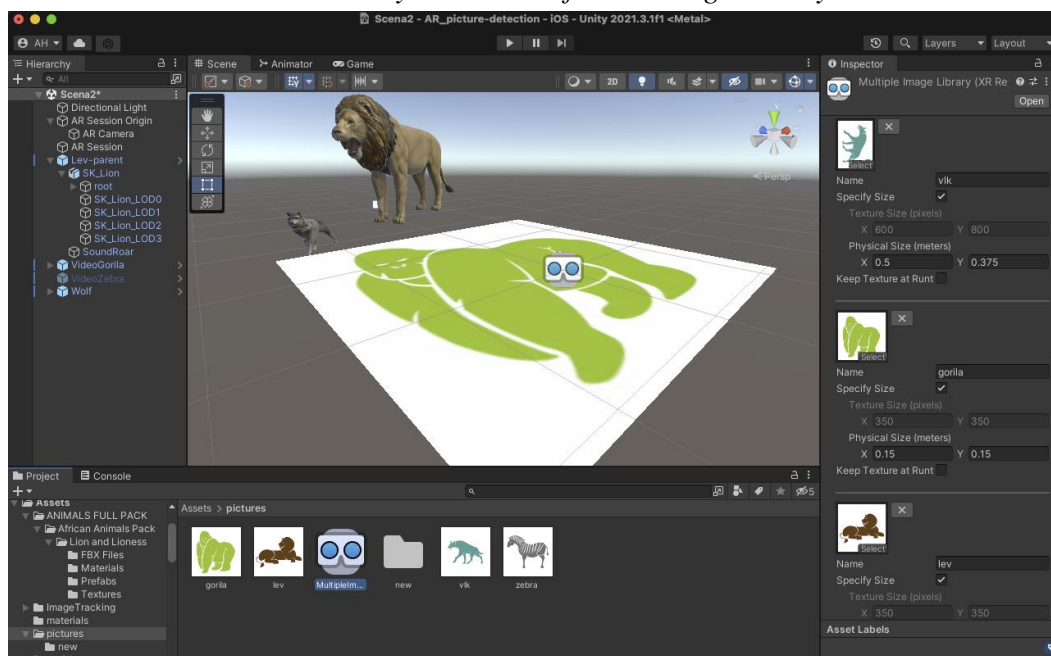 Scena2 - AR_picture-detection - iOS - Unity 2021.3.1f1 <Metal>
AH
Layers
Layout
Hierarchy
Scene
Animator
Game
Inspector
All
2D
Multiple Image Library (XR Re
Open
Scena2*
Directional Light
AR Session Origin
AR Camera
AR Session
Lev-parent
SK_Lion
root
SK_Lion_LOD0
SK_Lion_LOD1
SK_Lion_LOD2
SK_Lion_LOD3
SoundRoar
VideoGorila
VideoZebra
Wolf
y
Persp
Select
Name vlk
Specify Size
Texture Size (pixels)
X 600 Y 800
Physical Size (meters)
X 0.5 Y 0.375
Keep Texture at Runt
Select
Name gorila
Specify Size
Texture Size (pixels)
X 350 Y 350
Physical Size (meters)
X 0.15 Y 0.15
Keep Texture at Runt
Select
Name lev
Specify Size
Texture Size (pixels)
X 350 Y 350
Asset Labels
Project
Console
5
Assets
ANIMALS FULL PACK
African Animals Pack
Lion and Lioness
FBX Files
Materials
Prefabs
Textures
ImageTracking
materials
pictures
new
Assets > pictures
gorila
lev
MultipleIm...
new
vlk
zebra